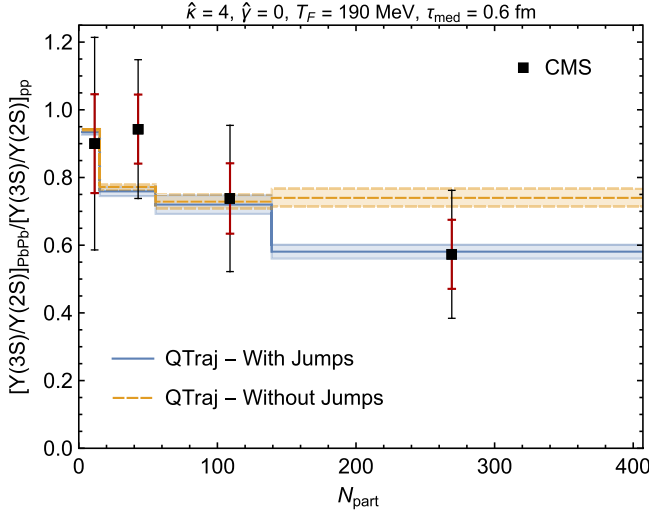 κ̂ = 4, γ̂ = 0, T_F = 190 MeV, τ_med = 0.6 fm
[Υ(3S)/Υ(2S)]_PbPb/[Υ(3S)/Υ(2S)]_pp
1.2
1.0
0.8
0.6
0.4
0.2
0.0
CMS
QTraj – With Jumps
QTraj – Without Jumps
0 100 200 300 400
N_part